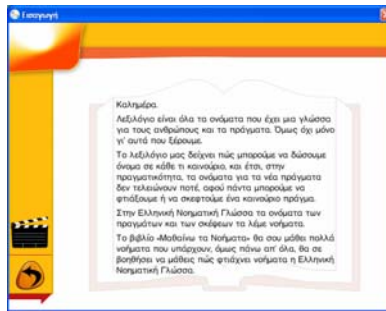 Εισαγωγή
Καλημέρα.
Λεξιλόγιο είναι όλα τα ονόματα που έχει μια γλώσσα
για τους ανθρώπους και τα πράγματα. Όμως όχι μόνο
γι' αυτά που ξέρουμε.
Το λεξιλόγιο μας δείχνει πώς μπορούμε να δώσουμε
όνομα σε κάθε τι καινούριο, και έτσι, στην
πραγματικότητα, τα ονόματα για τα νέα πράγματα
δεν τελειώνουν ποτέ, αφού πάντα μπορούμε να
φτιάξουμε ή να σκεφτούμε ένα καινούριο πράγμα.
Στην Ελληνική Νοηματική Γλώσσα τα ονόματα των
πραγμάτων και των σκέψεων τα λέμε νοήματα.
Το βιβλίο «Μαθαίνω τα Νοήματα» θα σου μάθει πολλά
νοήματα που υπάρχουν, όμως πάνω απ' όλα, θα σε
βοηθήσει να μάθεις πώς φτιάχνει νοήματα η Ελληνική
Νοηματική Γλώσσα.